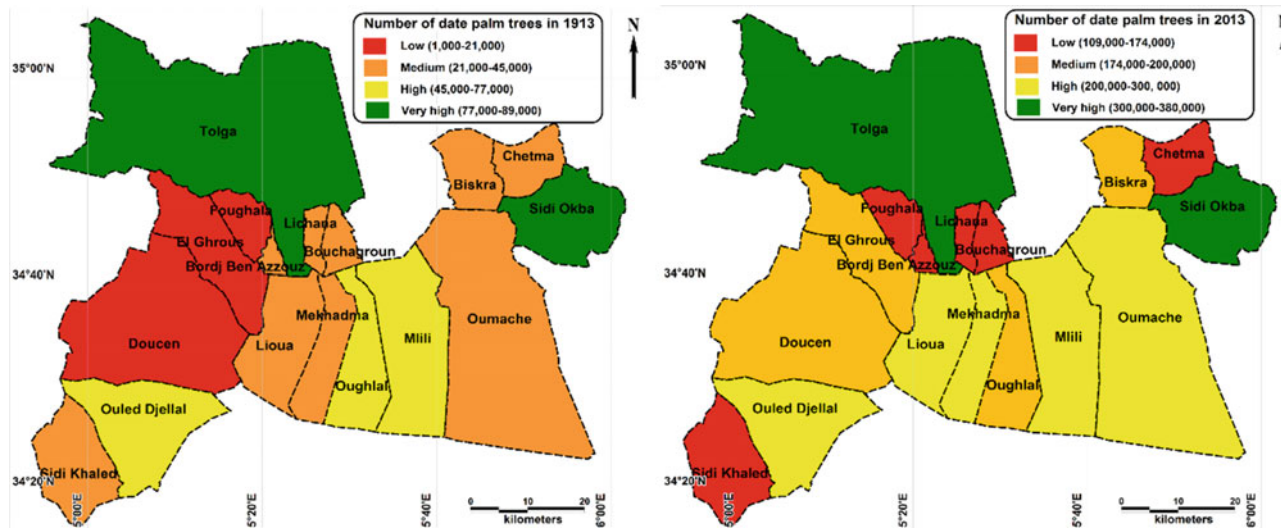 Number of date palm trees in 1913
Low (1,000-21,000)
Medium (21,000-45,000)
High (45,000-77,000)
Very high (77,000-89,000)
N
35°00'N
34°40'N
34°20'N
Tolga
Chetma
Biskra
Sidi Okba
Foughala
Lichana
El Ghrous
Bouchagroun
Bordj Ben Azzouz
Mekhadma
Oumache
Doucen
Lioua
Mlili
Oughlal
Ouled Djellal
Sidi Khaled
0 10 20
kilometers
5°00'E
5°20'E
5°40'E
6°00'E
Number of date palm trees in 2013
Low (109,000-174,000)
Medium (174,000-200,000)
High (200,000-300, 000)
Very high (300,000-380,000)
35°00'N
34°40'N
34°20'N
Tolga
Chetma
Biskra
Sidi Okba
Foughala
Lichana
El Ghrous
Bouchagroun
Bordj Ben Azzouz
Mekhadma
Oumache
Doucen
Lioua
Mlili
Oughlal
Ouled Djellal
Sidi Khaled
0 10 20
kilometers
5°00'E
5°20'E
5°40'E
6°00'E